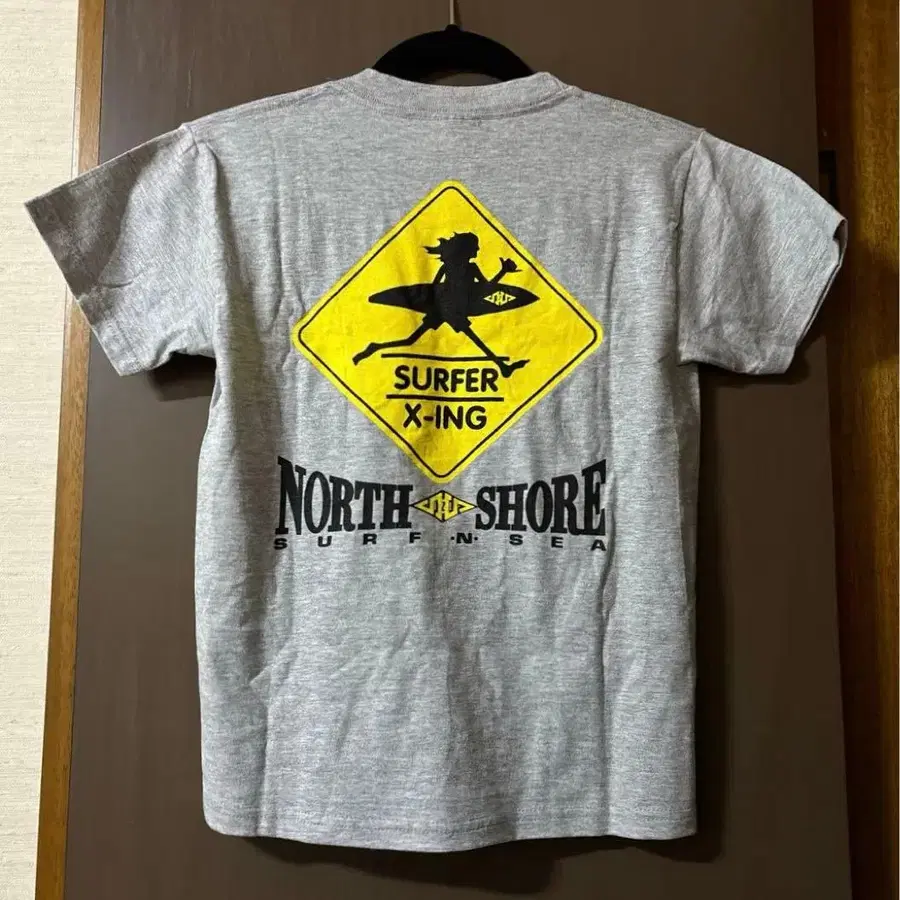 SURFER
X-ING
NORTH SHORE
SURF·N·SEA